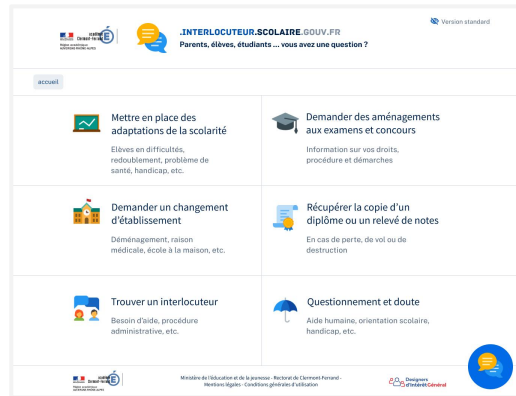 Version standard
académie
Clermont-Ferrand
.INTERLOCUTEUR.SCOLAIRE.GOUV.FR
Parents, élèves, étudiants ... vous avez une question ?
accueil
Mettre en place des
adaptations de la scolarité
Elèves en difficultés,
redoublement, problème de
santé, handicap, etc.
Demander des aménagements
aux examens et concours
Information sur vos droits,
procédure et démarches
Demander un changement
d'établissement
Déménagement, raison
médicale, école à la maison, etc.
Récupérer la copie d'un
diplôme ou un relevé de notes
En cas de perte, de vol ou de
destruction
Trouver un interlocuteur
Besoin d'aide, procédure
administrative, etc.
Questionnement et doute
Aide humaine, orientation scolaire,
handicap, etc.
Ministère de l'éducation et de la jeunesse - Rectorat de Clermont-Ferrand -
Mentions légales - Conditions générales d'utilisation
Designers
d'Intérêt Général